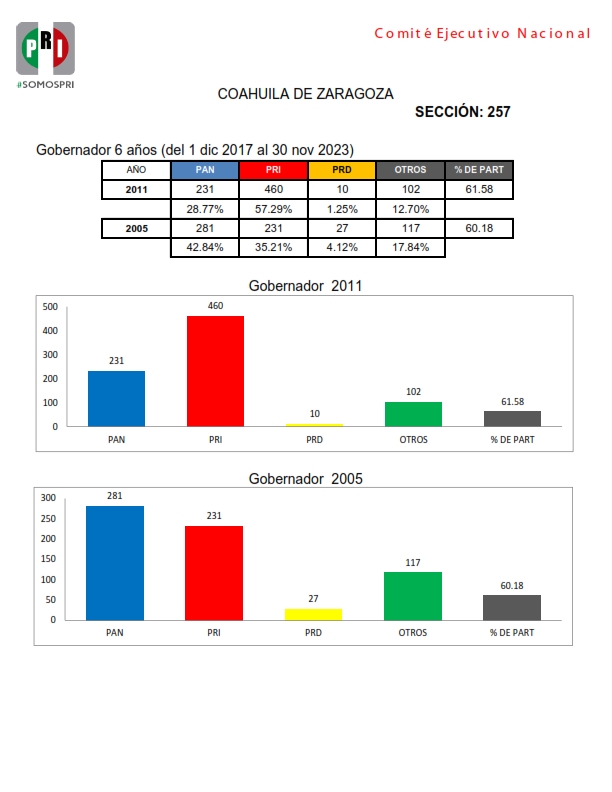 Comité Ejecutivo Nacional
PRI
#SOMOSPRI
COAHUILA DE ZARAGOZA
SECCIÓN: 257
Gobernador 6 años (del 1 dic 2017 al 30 nov 2023)
AÑO PAN PRI PRD OTROS % DE PART
2011 231 460 10 102 61.58
28.77% 57.29% 1.25% 12.70%
2005 281 231 27 117 60.18
42.84% 35.21% 4.12% 17.84%
Gobernador 2011
500
400
300
200
100
0
231
460
10
102
61.58
PAN PRI PRD OTROS % DE PART
Gobernador 2005
300
250
200
150
100
50
0
281
231
27
117
60.18
PAN PRI PRD OTROS % DE PART